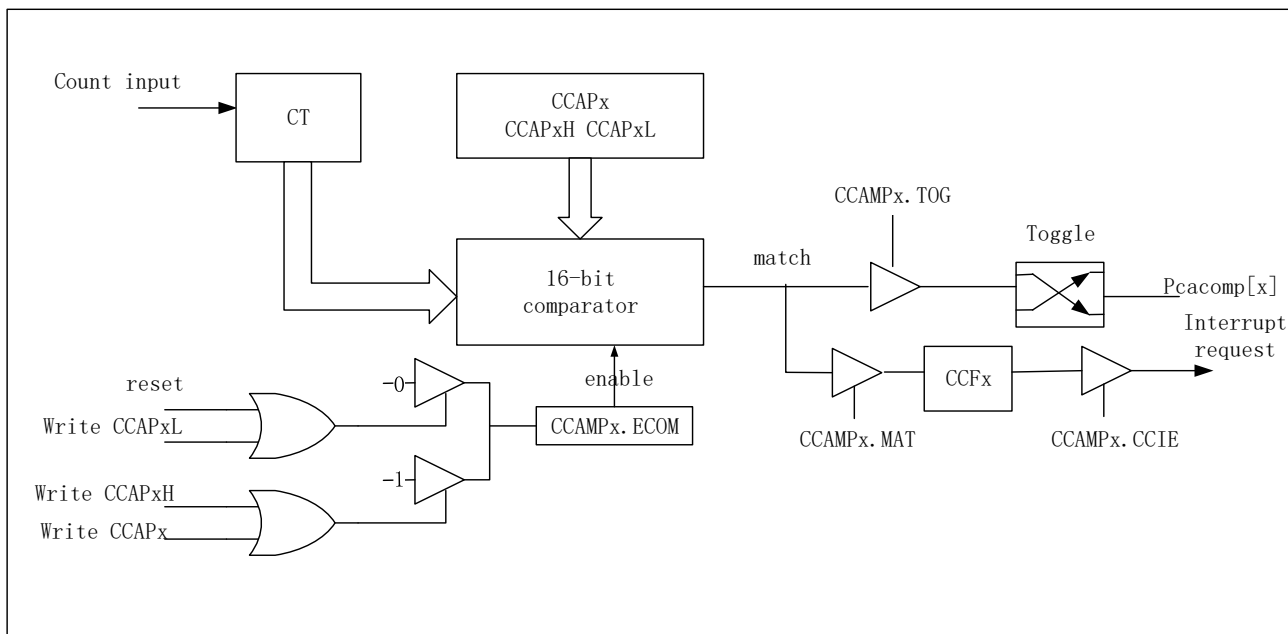 Count input
CT
CCAPx
CCAPxH CCAPxL
CCAMPx.TOG
Toggle
match
16-bit
comparator
Pcacomp[x]
Interrupt
request
reset
-0
enable
CCFx
Write CCAPxL
CCAMPx.ECOM
CCAMPx.MAT
CCAMPx.CCIE
-1
Write CCAPxH
Write CCAPx